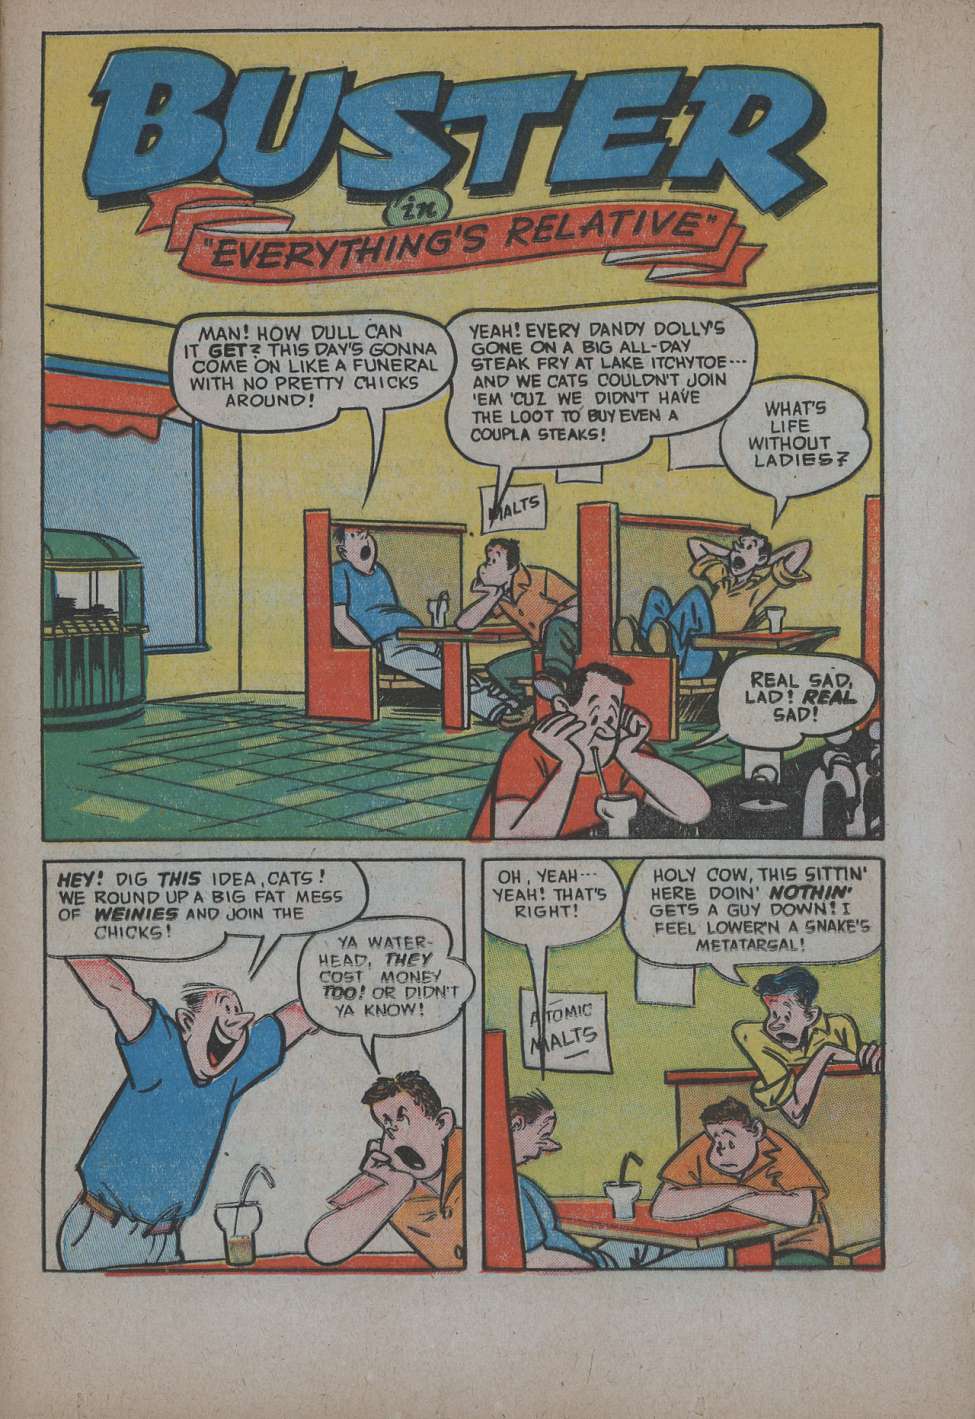 BUSTER
in
"EVERYTHING'S RELATIVE"
MAN! HOW DULL CAN
IT GET? THIS DAY'S GONNA
COME ON LIKE A FUNERAL
WITH NO PRETTY CHICKS
AROUND!
YEAH! EVERY DANDY DOLLY'S
GONE ON A BIG ALL-DAY
STEAK FRY AT LAKE ITCHYTOE---
AND WE CATS COULDN'T JOIN
'EM 'CUZ WE DIDN'T HAVE
THE LOOT TO BUY EVEN A
COUPLA STEAKS!
WHAT'S
LIFE
WITHOUT
LADIES?
MALTS
REAL SAD,
LAD! REAL
SAD!
HEY! DIG THIS IDEA, CATS!
WE ROUND UP A BIG FAT MESS
OF WEINIES AND JOIN THE
CHICKS!
YA WATER-
HEAD, THEY
COST MONEY
TOO! OR DIDN'T
YA KNOW!
OH, YEAH---
YEAH! THAT'S
RIGHT!
HOLY COW, THIS SITTIN'
HERE DOIN' NOTHIN'
GETS A GUY DOWN! I
FEEL LOWER'N A SNAKE'S
METATARSAL!
ATOMIC
MALTS